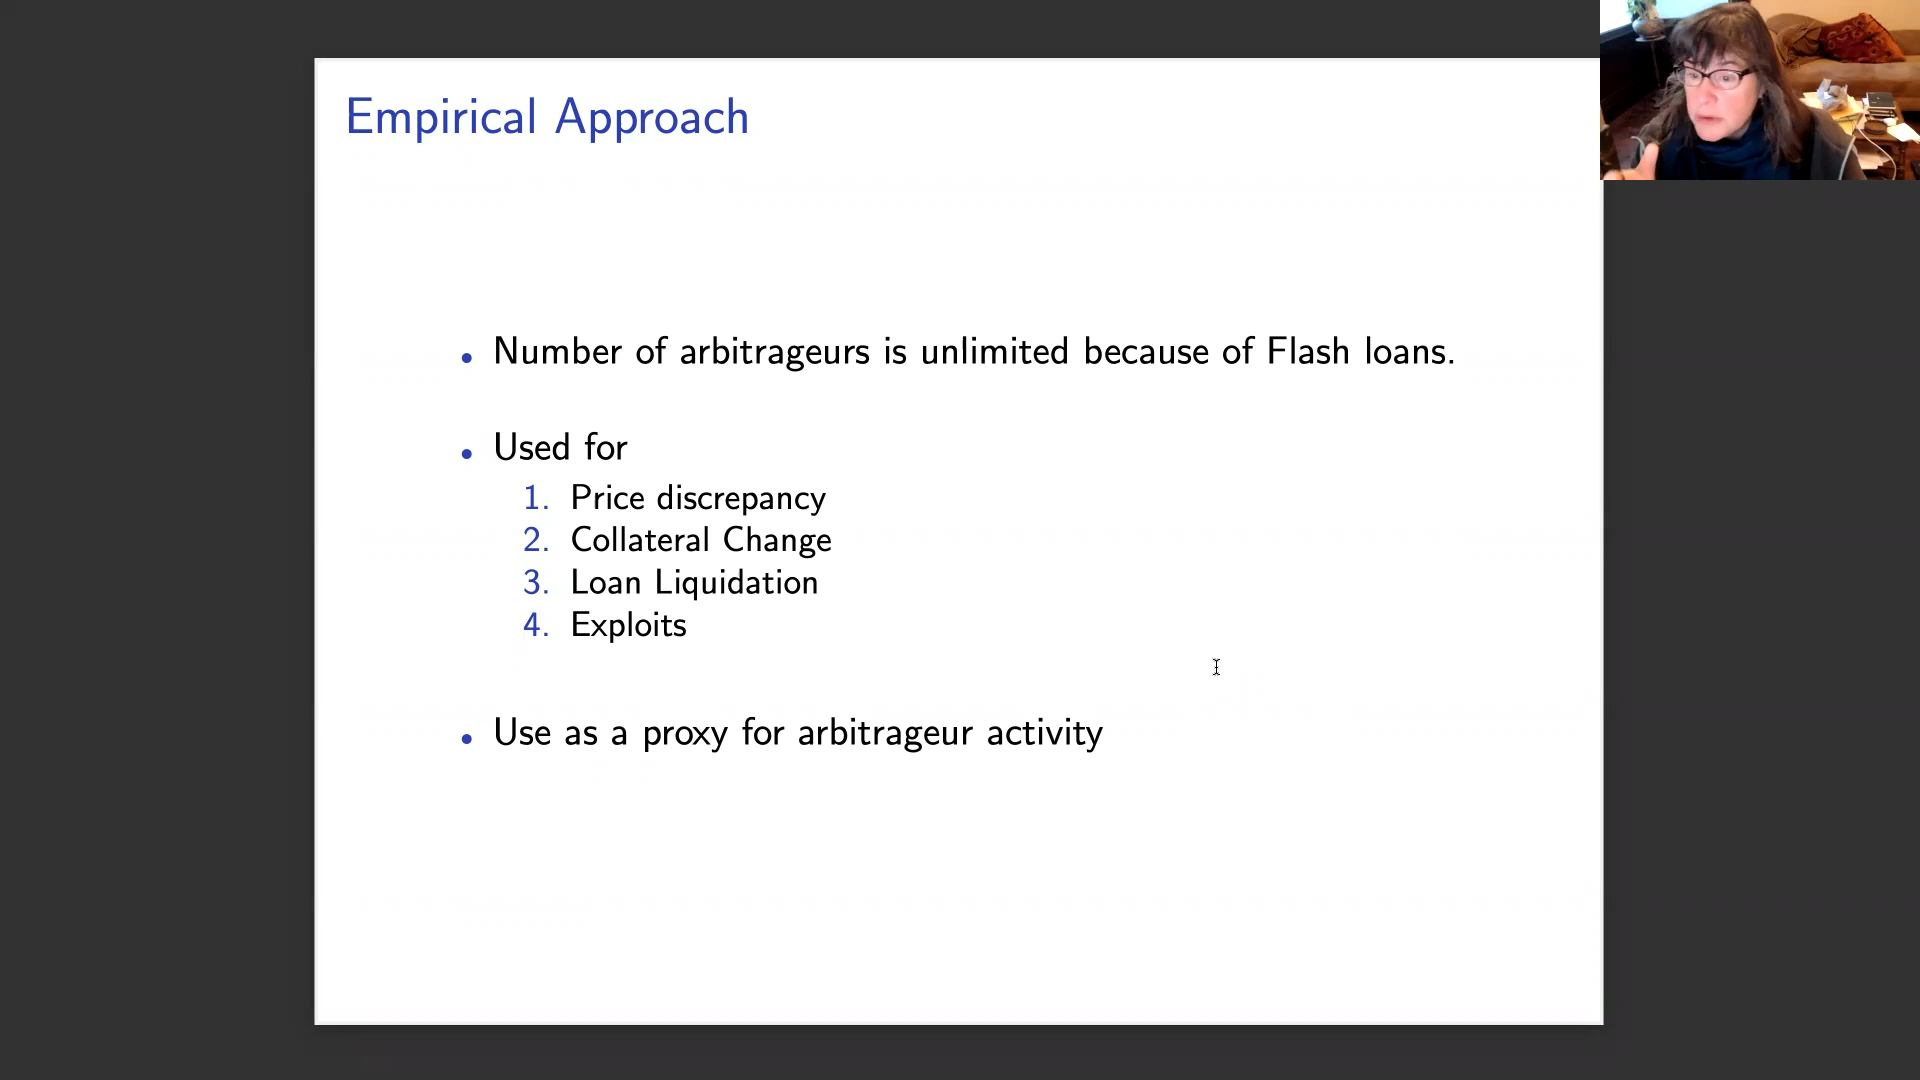 Empirical Approach
• Number of arbitrageurs is unlimited because of Flash loans.
• Used for
1. Price discrepancy
2. Collateral Change
3. Loan Liquidation
4. Exploits
• Use as a proxy for arbitrageur activity